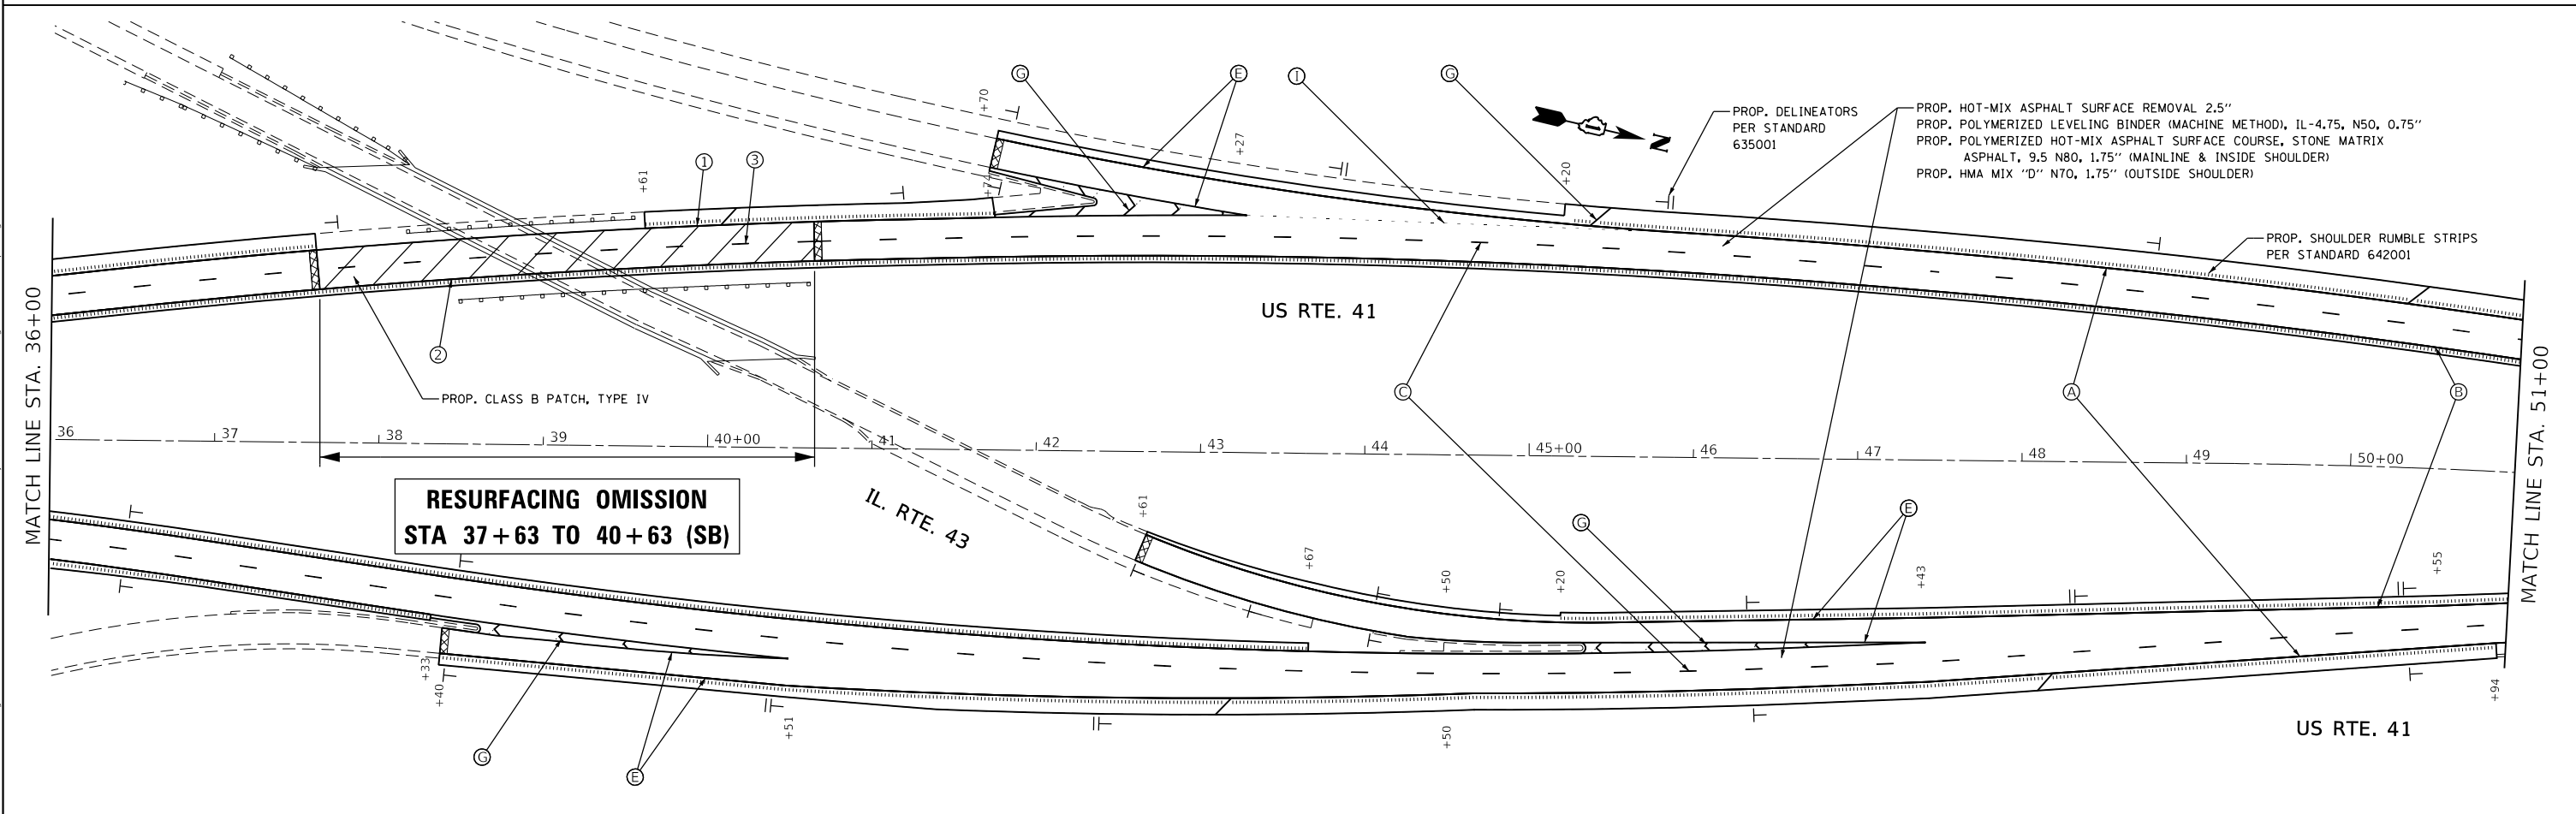 G
E
I
G
+70
+27
+74
+61
1
3
+20
N
PROP. DELINEATORS
PER STANDARD
635001
PROP. HOT-MIX ASPHALT SURFACE REMOVAL 2.5"
PROP. POLYMERIZED LEVELING BINDER (MACHINE METHOD), IL-4.75, N50, 0.75"
PROP. POLYMERIZED HOT-MIX ASPHALT SURFACE COURSE, STONE MATRIX
ASPHALT, 9.5 N80, 1.75" (MAINLINE & INSIDE SHOULDER)
PROP. HMA MIX "D" N70, 1.75" (OUTSIDE SHOULDER)
PROP. SHOULDER RUMBLE STRIPS
PER STANDARD 642001
US RTE. 41
2
PROP. CLASS B PATCH, TYPE IV
C
A
B
MATCH LINE STA. 36+00
36
37
38
39
40+00
41
42
43
44
45+00
46
47
48
49
50+00
MATCH LINE STA. 51+00
RESURFACING OMISSION
STA 37+63 TO 40+63 (SB)
IL. RTE. 43
+61
+67
+50
+20
G
E
+43
+55
+33
+40
+51
+50
+94
G
E
US RTE. 41